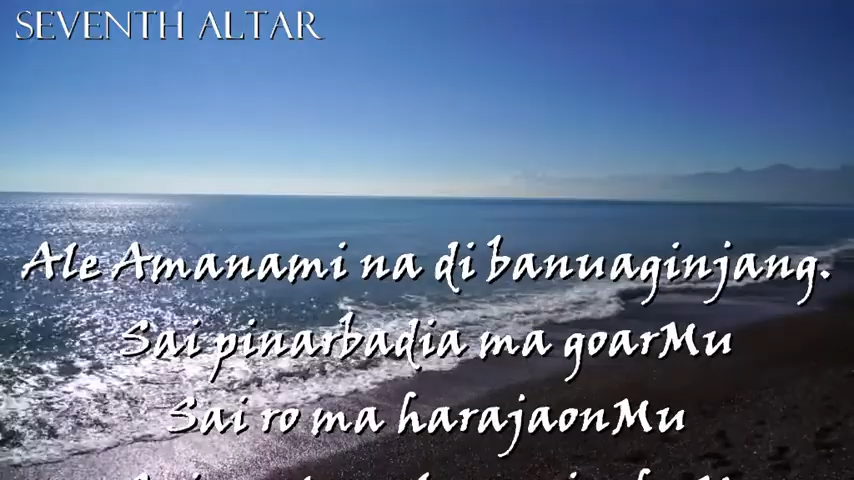 SEVENTH ALTAR
Ale Amanami na di banuaginjang.
Sai pinarbadia ma goarMu
Sai ro ma harajaonMu